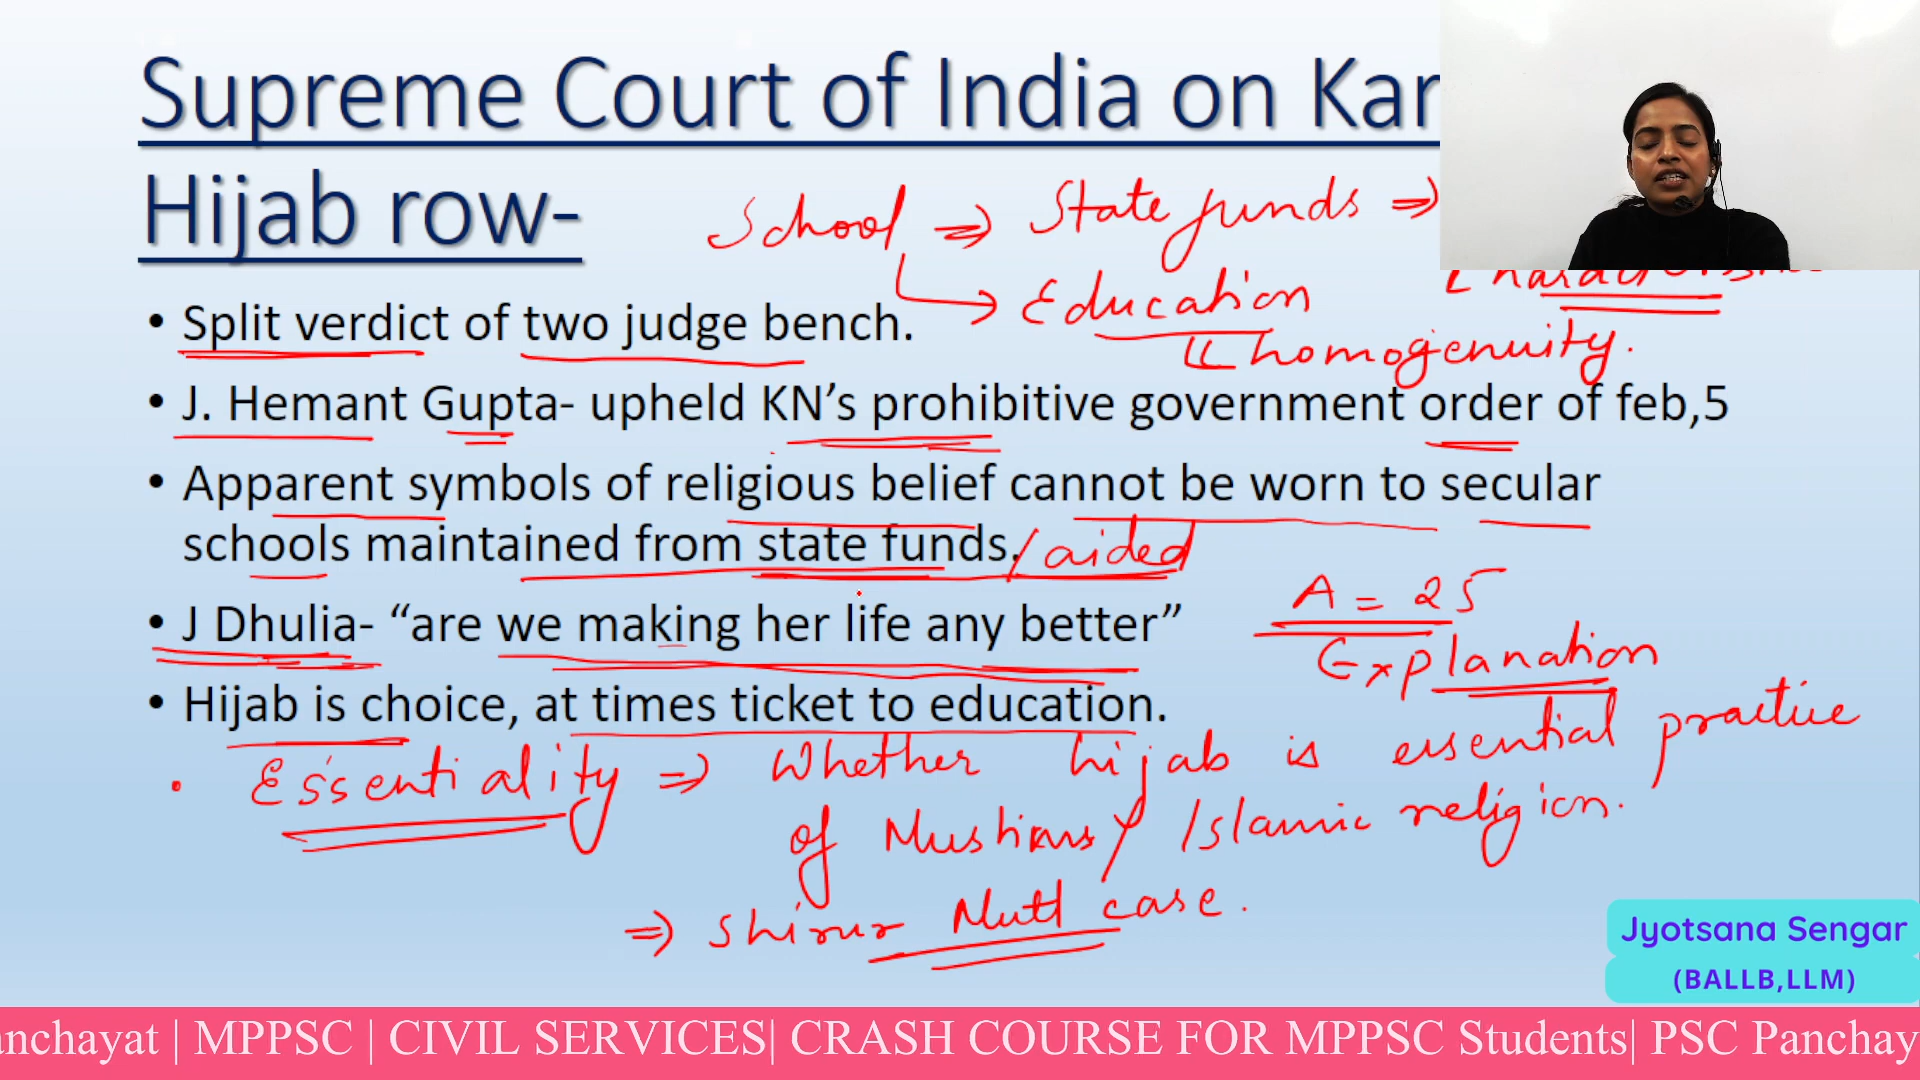 Supreme Court of India on Kar
Hijab row-
School ⇒ State funds ⇒
→ Education
homogenuity.
• Split verdict of two judge bench.
• J. Hemant Gupta- upheld KN’s prohibitive government order of feb,5
• Apparent symbols of religious belief cannot be worn to secular
schools maintained from state funds. / aided
A = 25
Explanation
• J Dhulia- “are we making her life any better”
• Hijab is choice, at times ticket to education.
• Essentiality ⇒ Whether hijab is essential practice
of Muslims / Islamic religion.
⇒ Shirur Mutt case.
Jyotsana Sengar
(BALLB,LLM)
anchayat | MPPSC | CIVIL SERVICES| CRASH COURSE FOR MPPSC Students| PSC Panchay